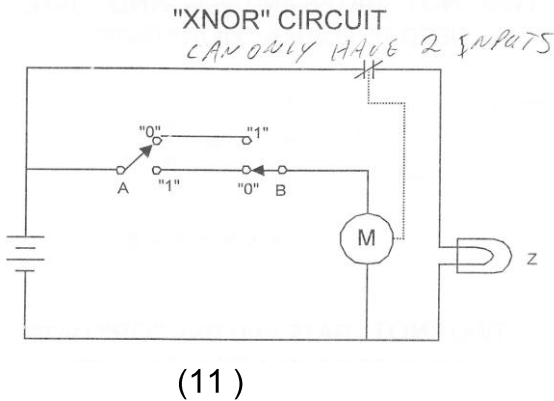 "XNOR" CIRCUIT
CAN ONLY HAVE 2 INPUTS
"0" "1"
A "1" "0" B
M
Z
(11 )